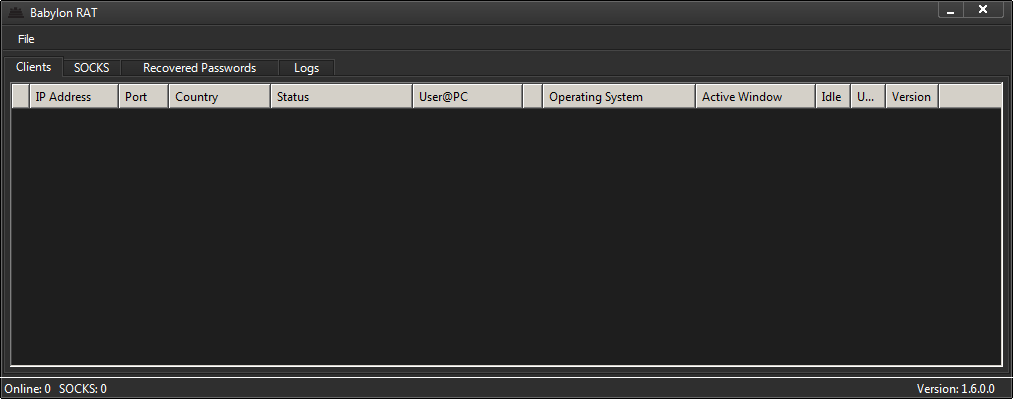 Babylon RAT
File
Clients SOCKS Recovered Passwords Logs
IP Address Port Country Status User@PC Operating System Active Window Idle U... Version
Online: 0 SOCKS: 0 Version: 1.6.0.0